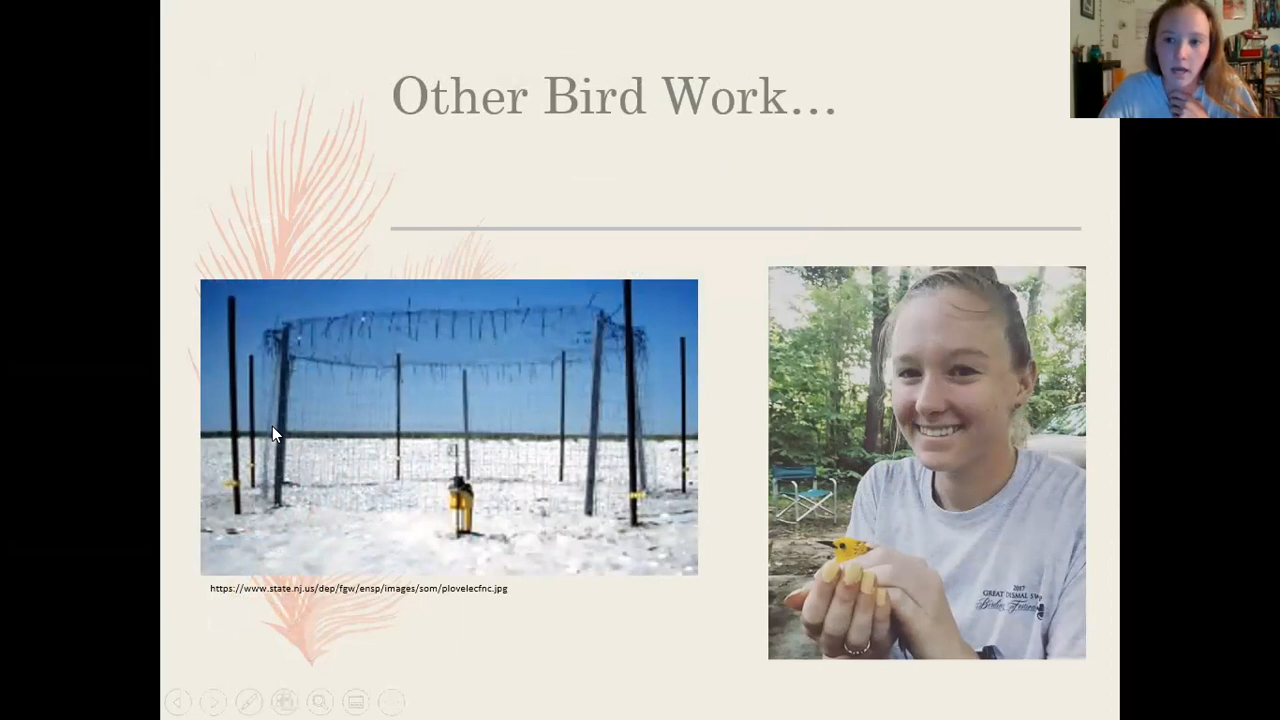 Other Bird Work...
https://www.state.nj.us/dep/fgw/ensp/images/som/plovelecfnc.jpg
2017
GREAT DISMAL SW